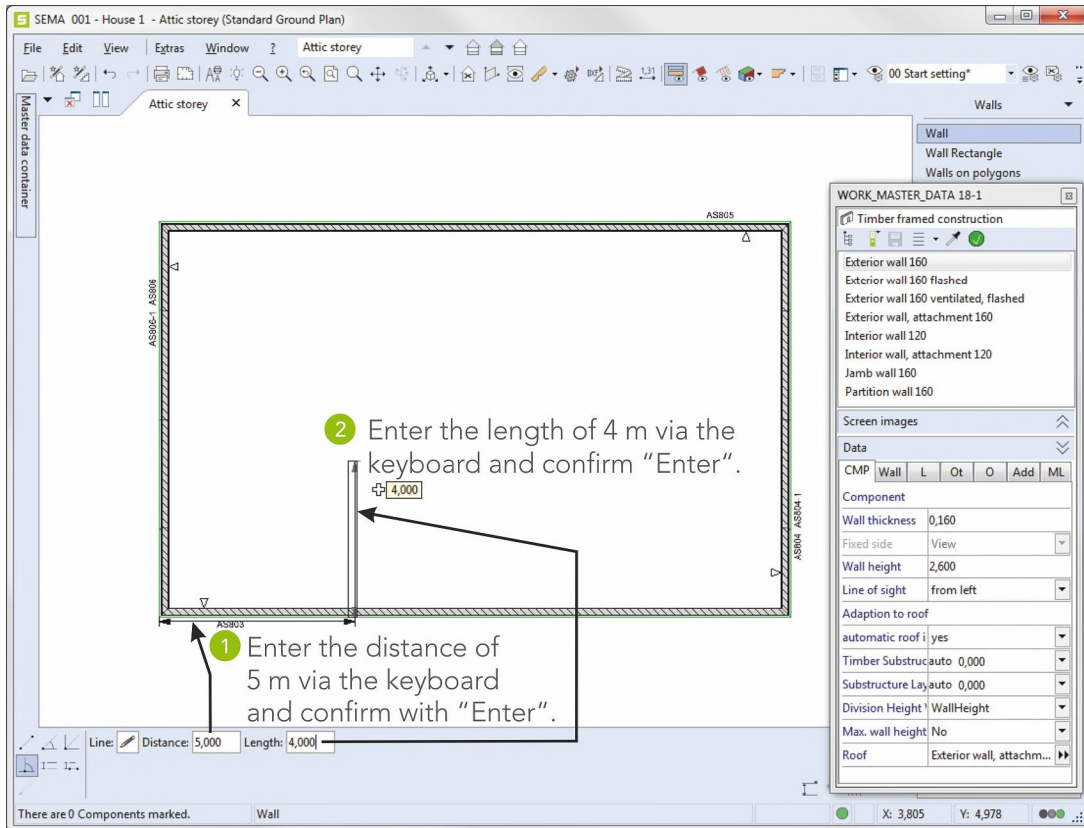 SEMA 001 - House 1 - Attic storey (Standard Ground Plan)
File Edit View Extras Window ? Attic storey
00 Start setting*
Master data container
Attic storey ×
Walls
Wall
Wall Rectangle
Walls on polygons
WORK_MASTER_DATA 18-1
Timber framed construction
Exterior wall 160
Exterior wall 160 flashed
Exterior wall 160 ventilated, flashed
Exterior wall, attachment 160
Interior wall 120
Interior wall, attachment 120
Jamb wall 160
Partition wall 160
Screen images
Data
CMP Wall L Ot O Add ML
Component
Wall thickness 0,160
Fixed side View
Wall height 2,600
Line of sight from left
Adaption to roof
automatic roof i yes
Timber Substruc auto 0,000
Substructure Lay auto 0,000
Division Height WallHeight
Max. wall height No
Roof Exterior wall, attachm...
AS805
AS806-1 AS806
AS804 AS804-1
AS803
2 Enter the length of 4 m via the
keyboard and confirm “Enter“.
4,000
1 Enter the distance of
5 m via the keyboard
and confirm with “Enter“.
Line: Distance: 5,000 Length: 4,000
There are 0 Components marked. Wall X: 3,805 Y: 4,978